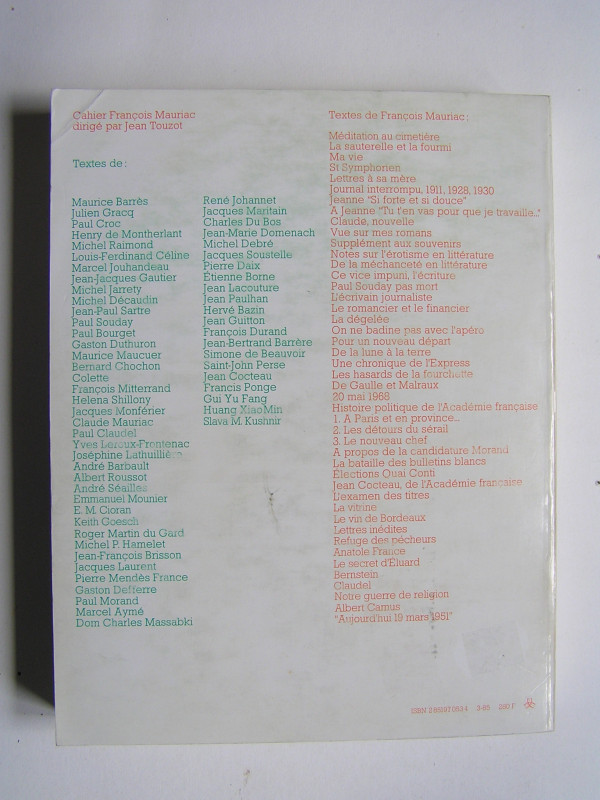 Cahier François Mauriac
dirigé par Jean Touzot
Textes de :
Maurice Barrès
Julien Gracq
Paul Croc
Henry de Montherlant
Michel Raimond
Louis-Ferdinand Céline
Marcel Jouhandeau
Jean-Jacques Gautier
Michel Jarrety
Michel Décaudin
Jean-Paul Sartre
Paul Souday
Paul Bourget
Gaston Duthuron
Maurice Maucuer
Bernard Chochon
Colette
François Mitterrand
Helena Shillony
Jacques Monférier
Claude Mauriac
Paul Claudel
Yves Leroux-Frontenac
Joséphine Lathuillière
André Barbault
Albert Roussot
André Séailles
Emmanuel Mounier
E. M. Cioran
Keith Goesch
Roger Martin du Gard
Michel P. Hamelet
Jean-François Brisson
Jacques Laurent
Pierre Mendès France
Gaston Defferre
Paul Morand
Marcel Aymé
Dom Charles Massabki
René Johannet
Jacques Maritain
Charles Du Bos
Jean-Marie Domenach
Michel Debré
Jacques Soustelle
Pierre Daix
Étienne Borne
Jean Lacouture
Jean Paulhan
Hervé Bazin
Jean Guitton
François Durand
Jean-Bertrand Barrère
Simone de Beauvoir
Saint-John Perse
Jean Cocteau
Francis Ponge
Gui Yu Fang
Huang XiaoMin
Slava M. Kushnir
Textes de François Mauriac :
Méditation au cimetière
La sauterelle et la fourmi
Ma vie
St Symphorien
Lettres à sa mère
Journal interrompu, 1911, 1928, 1930
Jeanne "Si forte et si douce"
A Jeanne "Tu t'en vas pour que je travaille..."
Claude, nouvelle
Vue sur mes romans
Supplément aux souvenirs
Notes sur l'érotisme en littérature
De la méchanceté en littérature
Ce vice impuni, l'écriture
Paul Souday pas mort
L'écrivain journaliste
Le romancier et le financier
La dégelée
On ne badine pas avec l'apéro
Pour un nouveau départ
De la lune à la terre
Une chronique de l'Express
Les hasards de la fourchette
De Gaulle et Malraux
20 mai 1968
Histoire politique de l'Académie française
1. A Paris et en province...
2. Les détours du sérail
3. Le nouveau chef
A propos de la candidature Morand
La bataille des bulletins blancs
Élections Quai Conti
Jean Cocteau, de l'Académie française
L'examen des titres
La vitrine
Le vin de Bordeaux
Lettres inédites
Refuge des pécheurs
Anatole France
Le secret d'Éluard
Bernstein
Claudel
Notre guerre de religion
Albert Camus
"Aujourd'hui 19 mars 1951"
ISBN 2 85197 053 4 3-85 260 F